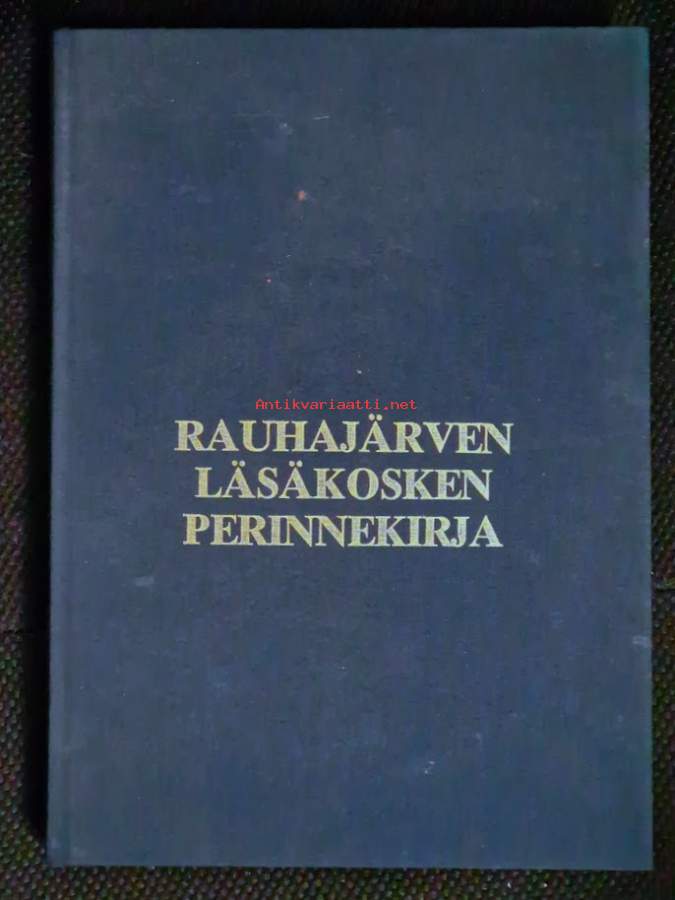 Antikvariaatti.net
RAUHAJÄRVEN
LÄSÄKOSKEN
PERINNEKIRJA